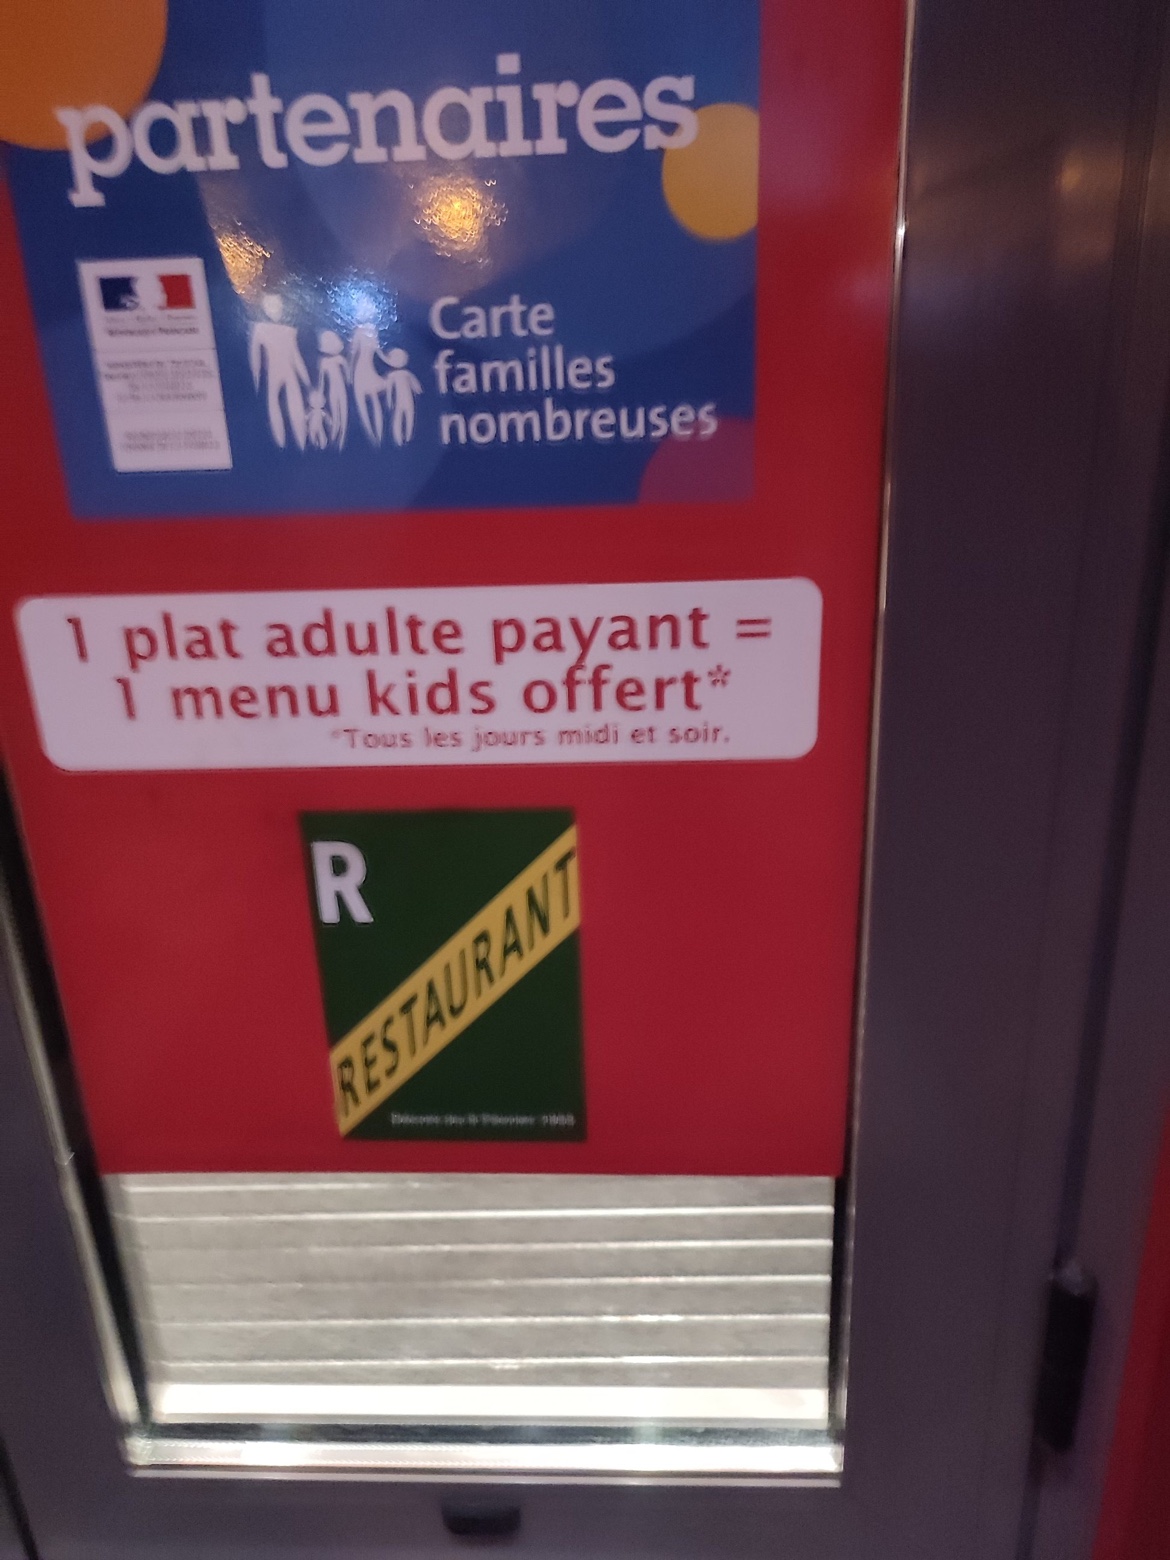 partenaires
Carte
familles
nombreuses
1 plat adulte payant =
1 menu kids offert*
*Tous les jours midi et soir.
R
RESTAURANT